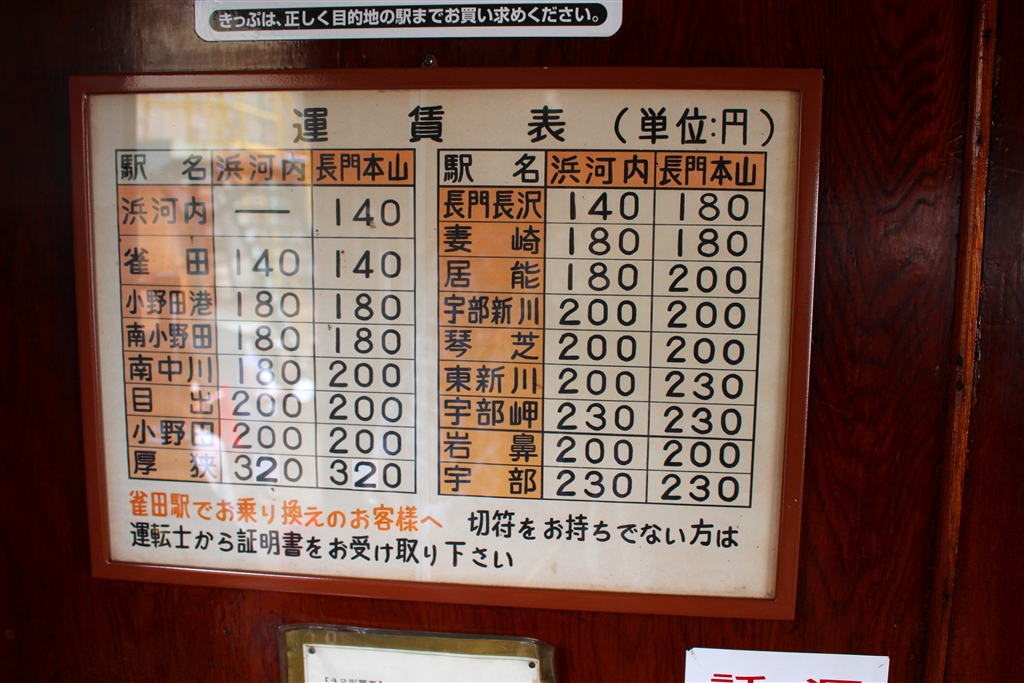 きっぷは、正しく目的地の駅までお買い求めください。
運賃表(単位:円)
駅名 浜河内 長門本山
浜河内 — 140
雀田 140 140
小野田港 180 180
南小野田 180 180
南中川 180 200
目出 200 200
小野田 200 200
厚狭 320 320
駅名 浜河内 長門本山
長門長沢 140 180
妻崎 180 180
居能 180 200
宇部新川 200 200
琴芝 200 200
東新川 200 230
宇部岬 230 230
岩鼻 200 200
宇部 230 230
雀田駅でお乗り換えのお客様へ 切符をお持ちでない方は
運転士から証明書をお受け取り下さい